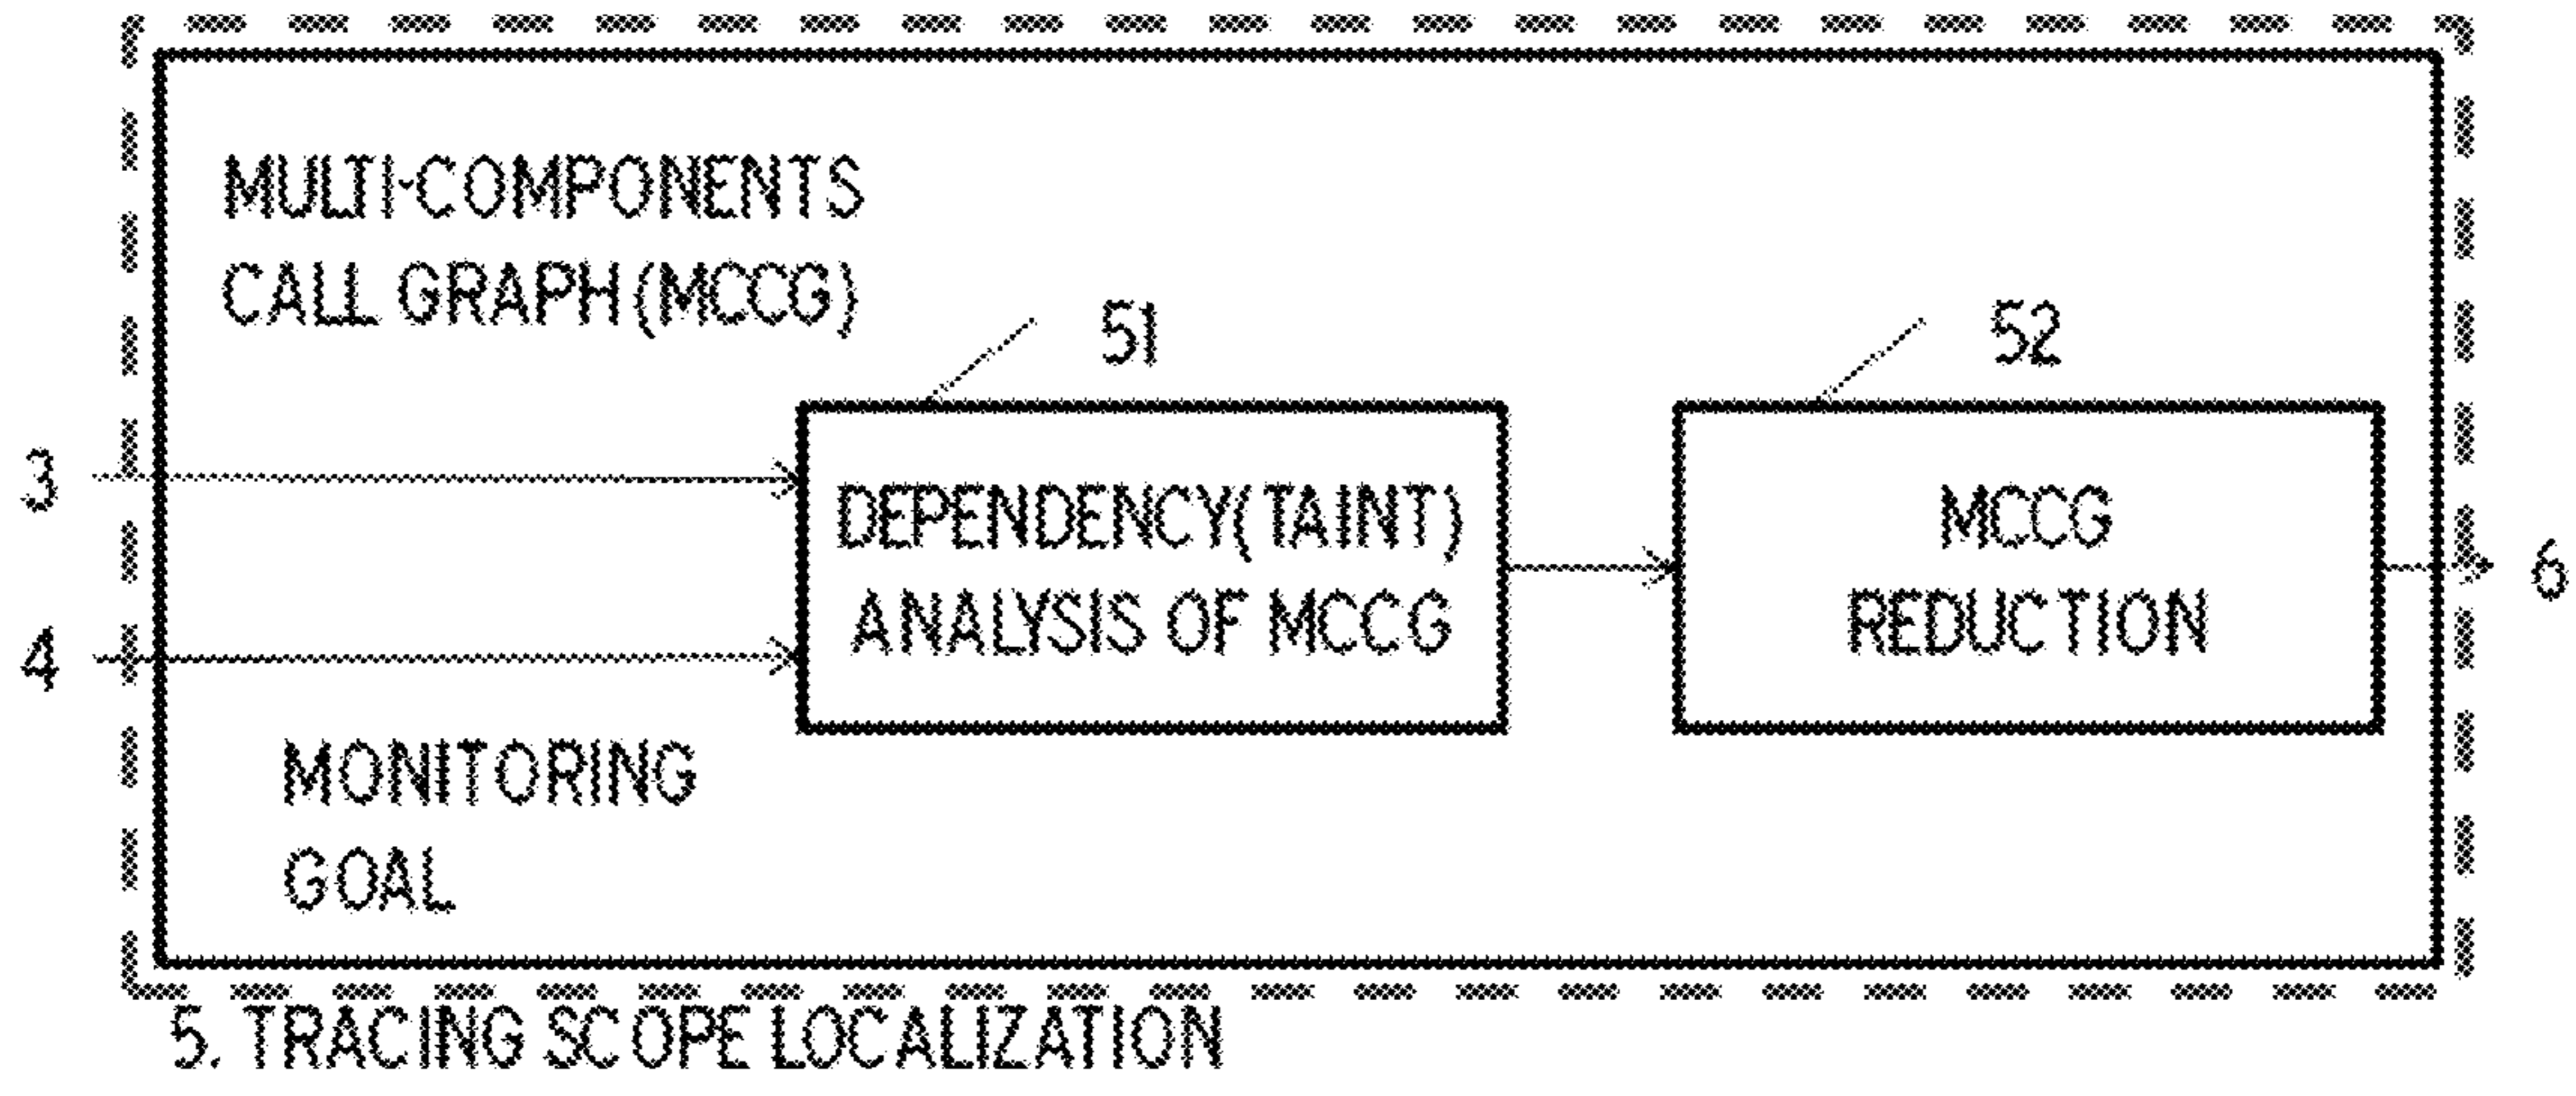 MULTI-COMPONENTS
CALL GRAPH (MCCG)
51
52
3
DEPENDENCY(TAINT)
ANALYSIS OF MCCG
MCCG
REDUCTION
6
4
MONITORING
GOAL
5. TRACING SCOPE LOCALIZATION